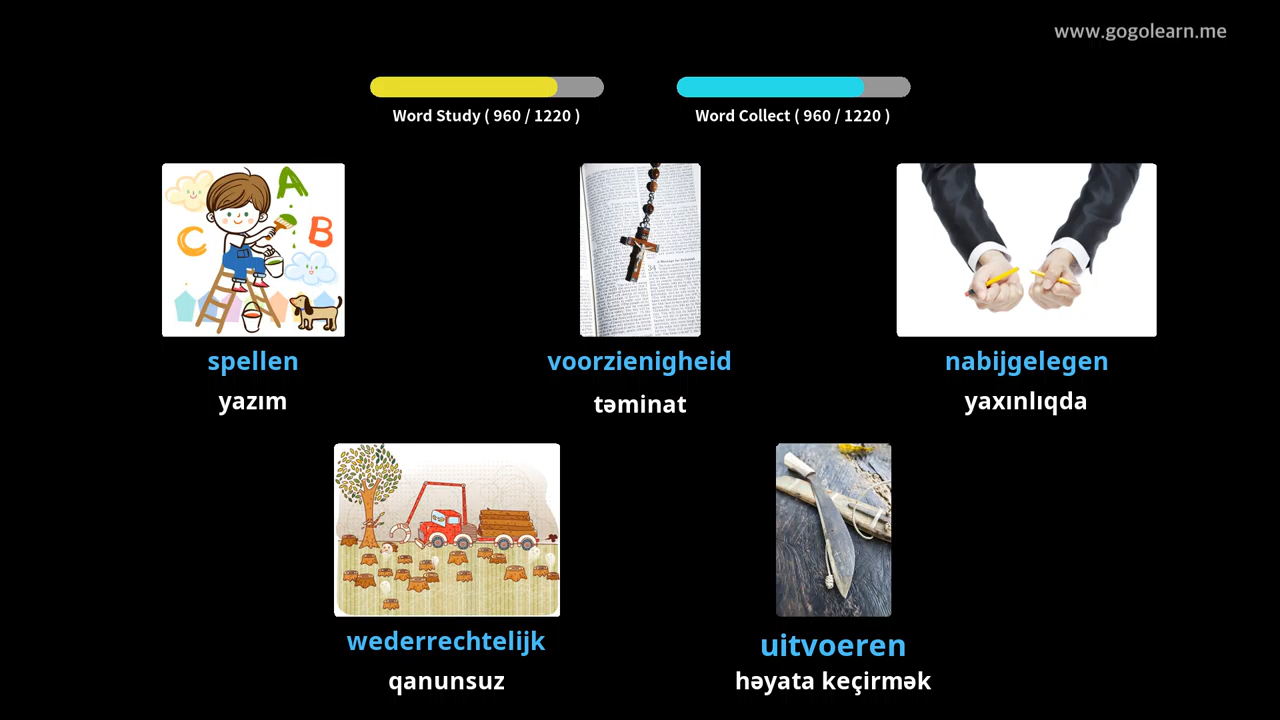 www.gogolearn.me
Word Study ( 960 / 1220 )
Word Collect ( 960 / 1220 )
A
B
C
34
spellen
voorzienigheid
nabijgelegen
yazım
təminat
yaxınlıqda
wederrechtelijk
uitvoeren
qanunsuz
həyata keçirmək